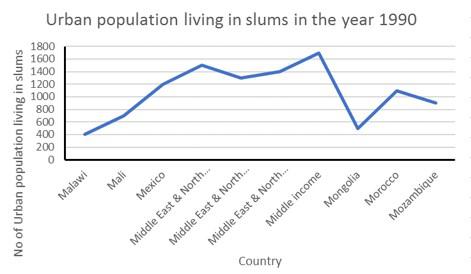 Urban population living in slums in the year 1990
No of Urban population living in slums
1800
1600
1400
1200
1000
800
600
400
200
0
Malawi
Mali
Mexico
Middle East & North...
Middle East & North...
Middle East & North...
Middle income
Mongolia
Morocco
Mozambique
Country